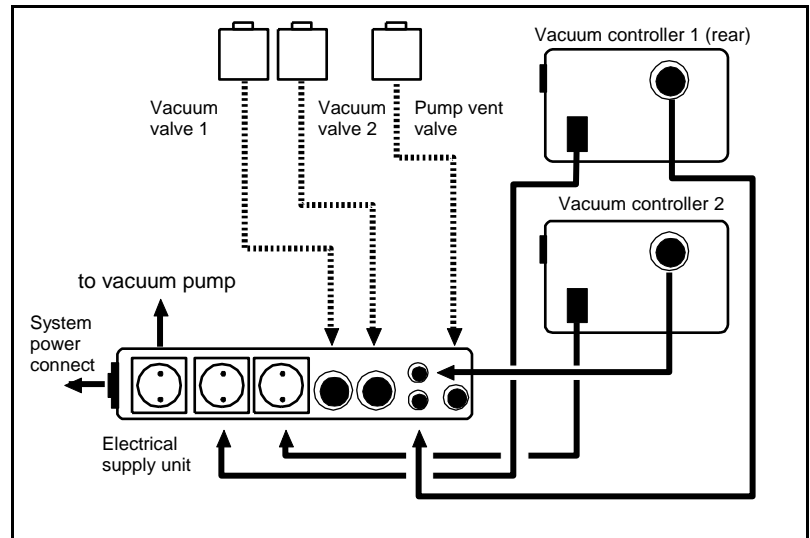 Vacuum controller 1 (rear)
Vacuum
valve 1
Vacuum
valve 2
Pump vent
valve
Vacuum controller 2
to vacuum pump
System
power
connect
Electrical
supply unit